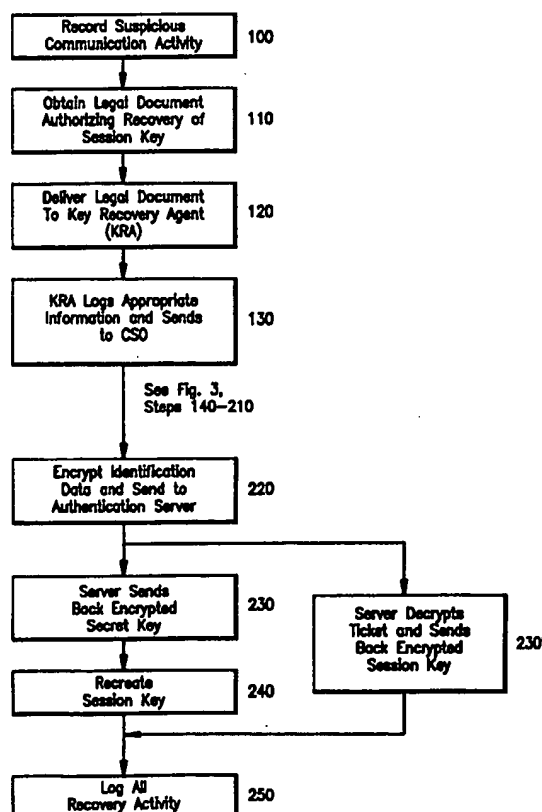 Record Suspicious
Communication Activity
100
Obtain Legal Document
Authorizing Recovery of
Session Key
110
Deliver Legal Document
To Key Recovery Agent
(KRA)
120
KRA Logs Appropriate
Information and Sends
to CSO
130
See Fig. 3,
Steps 140-210
Encrypt Identification
Data and Send to
Authentication Server
220
Server Sends
Back Encrypted
Secret Key
230
Server Decrypts
Ticket and Sends
Back Encrypted
Session Key
230'
Recreate
Session Key
240
Log All
Recovery Activity
250